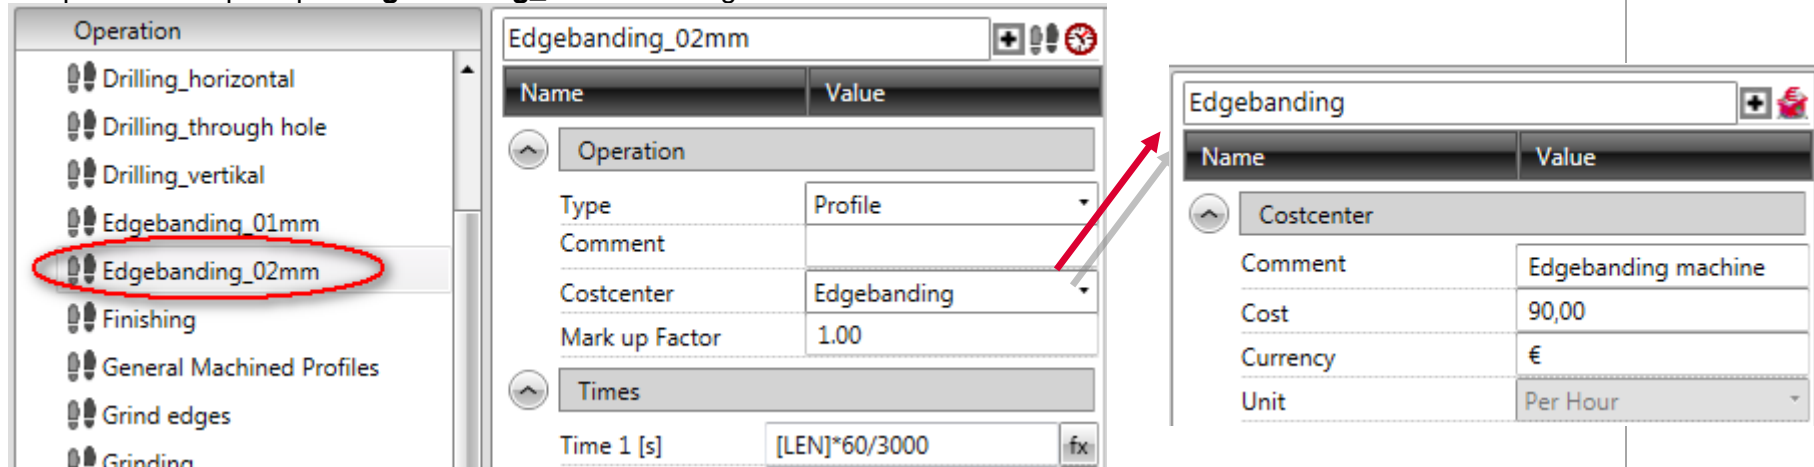 Operation
Drilling_horizontal
Drilling_through hole
Drilling_vertikal
Edgebanding_01mm
Edgebanding_02mm
Finishing
General Machined Profiles
Grind edges
Grinding
Edgebanding_02mm
Name Value
Operation
Type Profile
Comment
Costcenter Edgebanding
Mark up Factor 1.00
Times
Time 1 [s] [LEN]*60/3000 fx
Edgebanding
Name Value
Costcenter
Comment Edgebanding machine
Cost 90,00
Currency €
Unit Per Hour